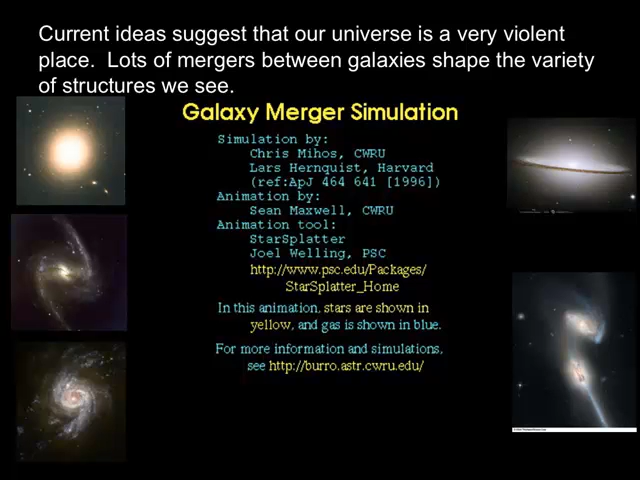 Current ideas suggest that our universe is a very violent
place.  Lots of mergers between galaxies shape the variety
of structures we see.
Galaxy Merger Simulation
Simulation by:
Chris Mihos, CWRU
Lars Hernquist, Harvard
(ref:ApJ 464 641 [1996])
Animation by:
Sean Maxwell, CWRU
Animation tool:
StarSplatter
Joel Welling, PSC
http://www.psc.edu/Packages/
StarSplatter_Home
In this animation, stars are shown in
yellow, and gas is shown in blue.
For more information and simulations,
see http://burro.astr.cwru.edu/